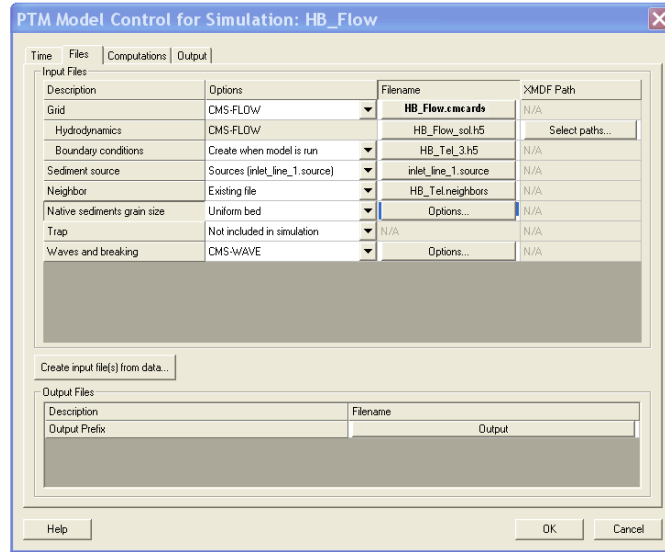 PTM Model Control for Simulation: HB_Flow
Time Files Computations Output
Input Files
Description Options Filename XMDF Path
Grid CMS-FLOW HB_Flow.cmcards N/A
Hydrodynamics CMS-FLOW HB_Flow_sol.h5 Select paths...
Boundary conditions Create when model is run HB_Tel_3.h5 N/A
Sediment source Sources (inlet_line_1.source) inlet_line_1.source N/A
Neighbor Existing file HB_Tel.neighbors N/A
Native sediments grain size Uniform bed Options... N/A
Trap Not included in simulation N/A N/A
Waves and breaking CMS-WAVE Options... N/A
Create input file(s) from data...
Output Files
Description Filename
Output Prefix Output
Help OK Cancel